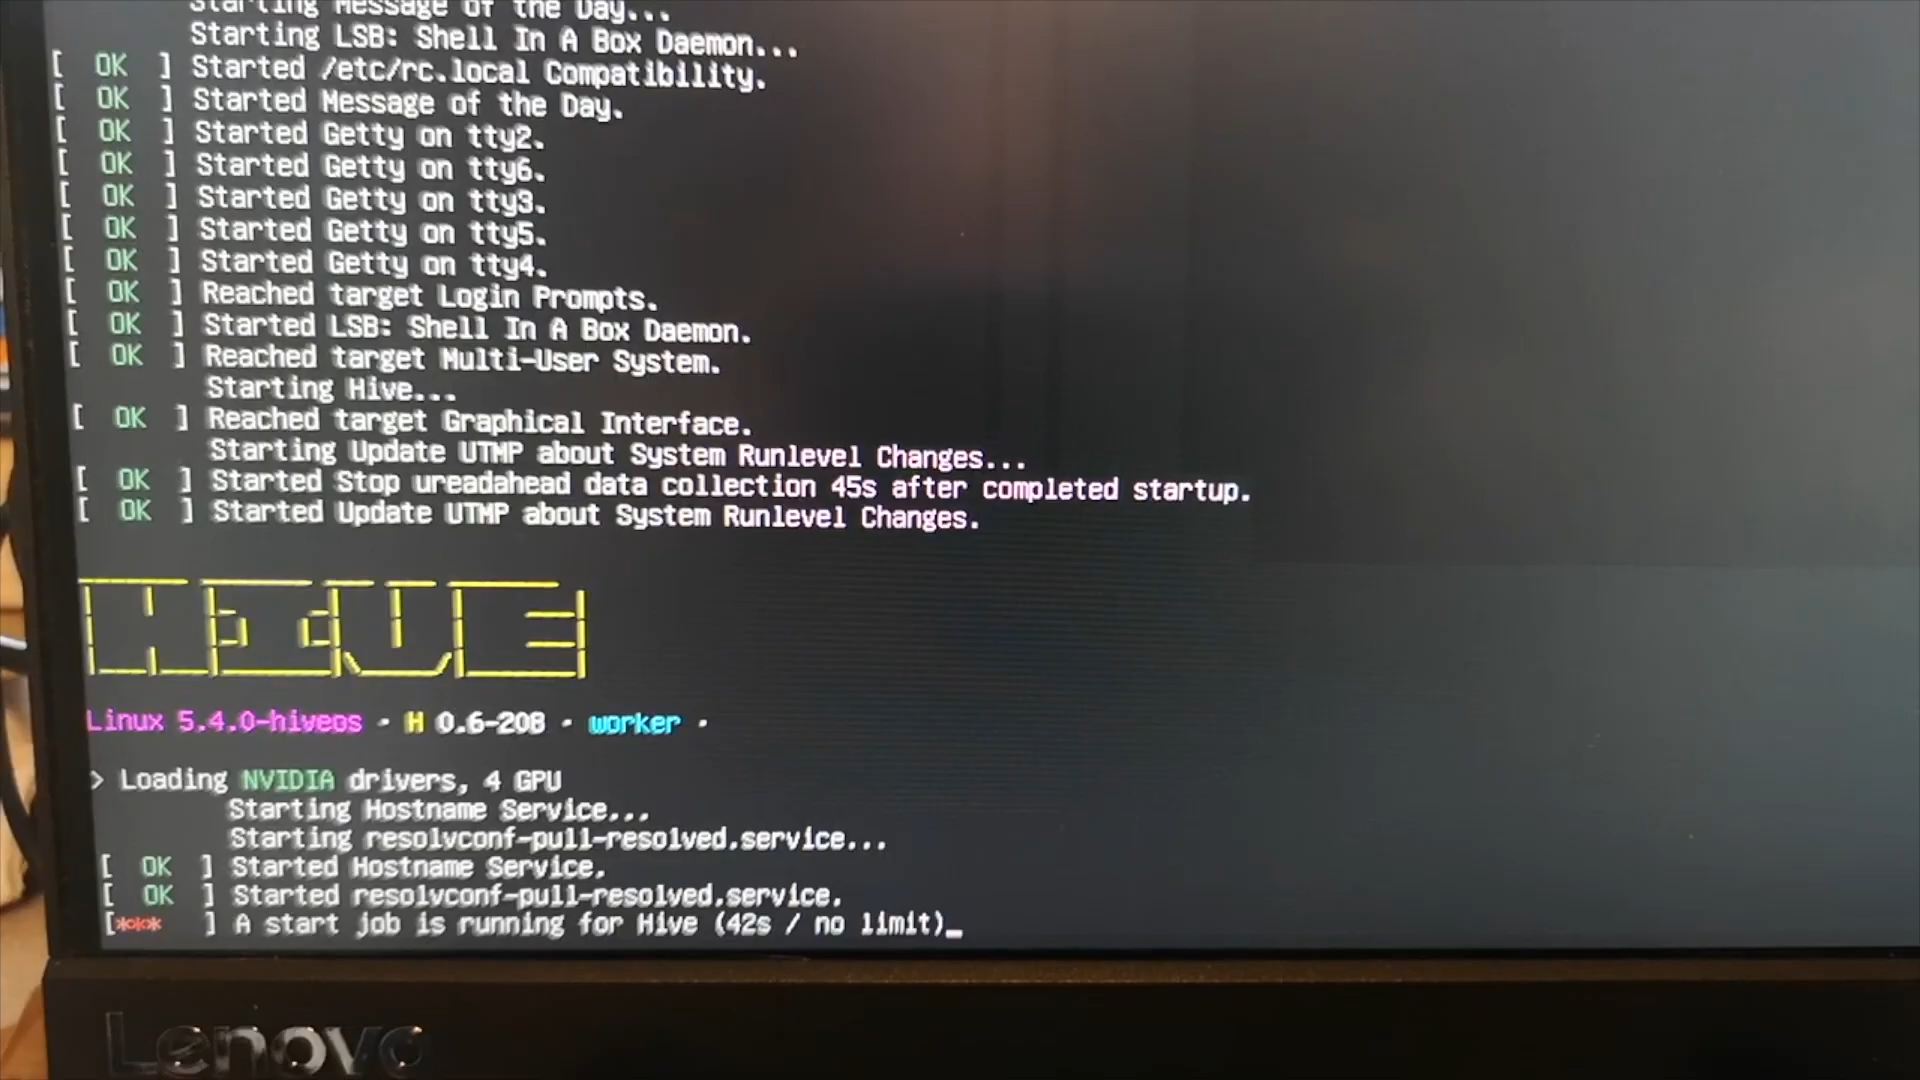 Starting Message of the Day...
Starting LSB: Shell In A Box Daemon...
[ OK ] Started /etc/rc.local Compatibility.
[ OK ] Started Message of the Day.
[ OK ] Started Getty on tty2.
[ OK ] Started Getty on tty6.
[ OK ] Started Getty on tty3.
[ OK ] Started Getty on tty5.
[ OK ] Started Getty on tty4.
[ OK ] Reached target Login Prompts.
[ OK ] Started LSB: Shell In A Box Daemon.
[ OK ] Reached target Multi-User System.
Starting Hive...
[ OK ] Reached target Graphical Interface.
Starting Update UTMP about System Runlevel Changes...
[ OK ] Started Stop ureadahead data collection 45s after completed startup.
[ OK ] Started Update UTMP about System Runlevel Changes.
HIVE
Linux 5.4.0-hiveos · H 0.6-208 · worker ·
> Loading NVIDIA drivers, 4 GPU
Starting Hostname Service...
Starting resolvconf-pull-resolved.service...
[ OK ] Started Hostname Service.
[ OK ] Started resolvconf-pull-resolved.service.
[*** ] A start job is running for Hive (42s / no limit)_
Lenovo